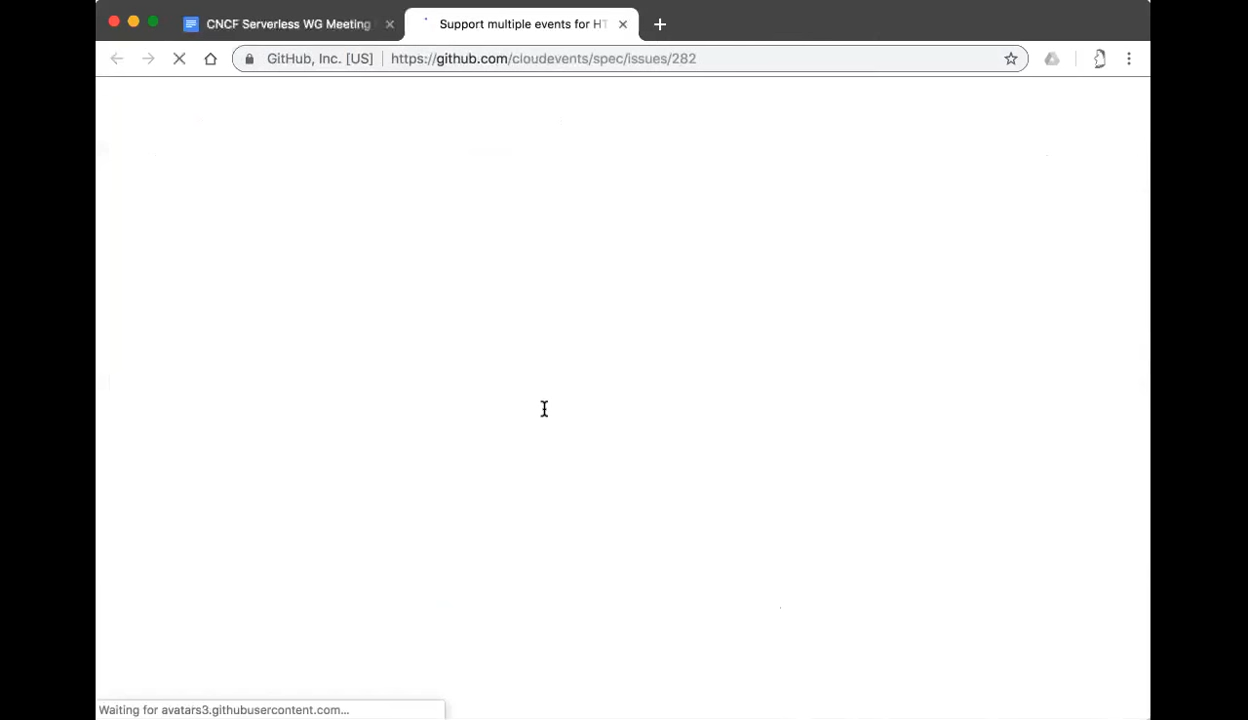 CNCF Serverless WG Meeting
Support multiple events for HT
GitHub, Inc. [US]
https://github.com/cloudevents/spec/issues/282
Waiting for avatars3.githubusercontent.com...